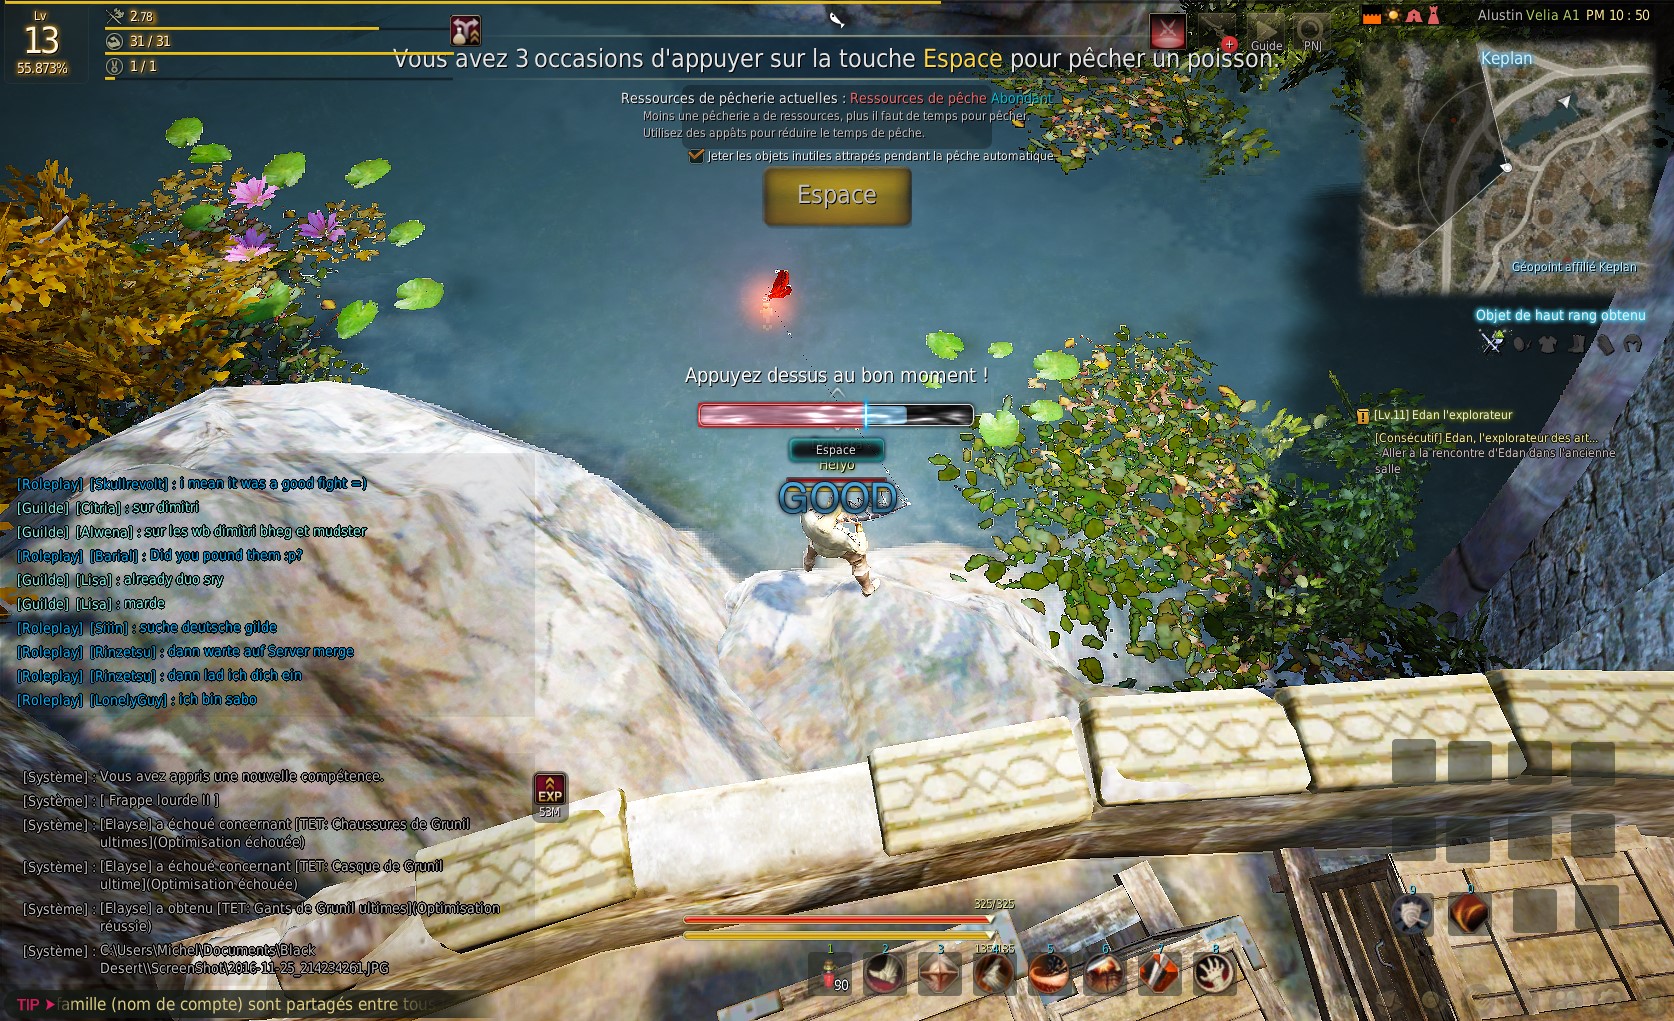 Lv
13
55.873%
2.78
31 / 31
1 / 1
Guide
PNJ
Alustin Velia A1 PM 10 : 50
Vous avez 3 occasions d'appuyer sur la touche Espace pour pêcher un poisson.
Ressources de pêcherie actuelles : Ressources de pêche Abondant
Moins une pêcherie a de ressources, plus il faut de temps pour pêcher.
Utilisez des appâts pour réduire le temps de pêche.
Jeter les objets inutiles attrapés pendant la pêche automatique
Espace
Keplan
Géopoint affilié Keplan
Objet de haut rang obtenu
Appuyez dessus au bon moment !
Espace
Heryo
GOOD
[Lv.11] Edan l'explorateur
[Consécutif] Edan, l'explorateur des art...
- Aller à la rencontre d'Edan dans l'ancienne
salle
[Roleplay] [Skullrevolt] : i mean it was a good fight =)
[Guilde] [Citria] : sur dimitri
[Guilde] [Alwena] : sur les wb dimitri bheg et mudster
[Roleplay] [Barial] : Did you pound them :p?
[Guilde] [Lisa] : already duo sry
[Guilde] [Lisa] : marde
[Roleplay] [Siiin] : suche deutsche gilde
[Roleplay] [Rinzetsu] : dann warte auf Server merge
[Roleplay] [Rinzetsu] : dann lad ich dich ein
[Roleplay] [LonelyGuy] : ich bin sabo
[Système] : Vous avez appris une nouvelle compétence.
[Système] : [ Frappe lourde II ]
[Système] : [Elayse] a échoué concernant [TET: Chaussures de Grunil
ultimes](Optimisation échouée)
[Système] : [Elayse] a échoué concernant [TET: Casque de Grunil
ultime](Optimisation échouée)
[Système] : [Elayse] a obtenu [TET: Gants de Grunil ultimes](Optimisation
réussie)
[Système] : C:\Users\Michel\Documents\Black
Desert\\ScreenShot\2016-11-25_214234261.JPG
EXP
53M
325/325
1 2 3 5 6 7 8
90
9 0
TIP famille (nom de compte) sont partagés entre tous